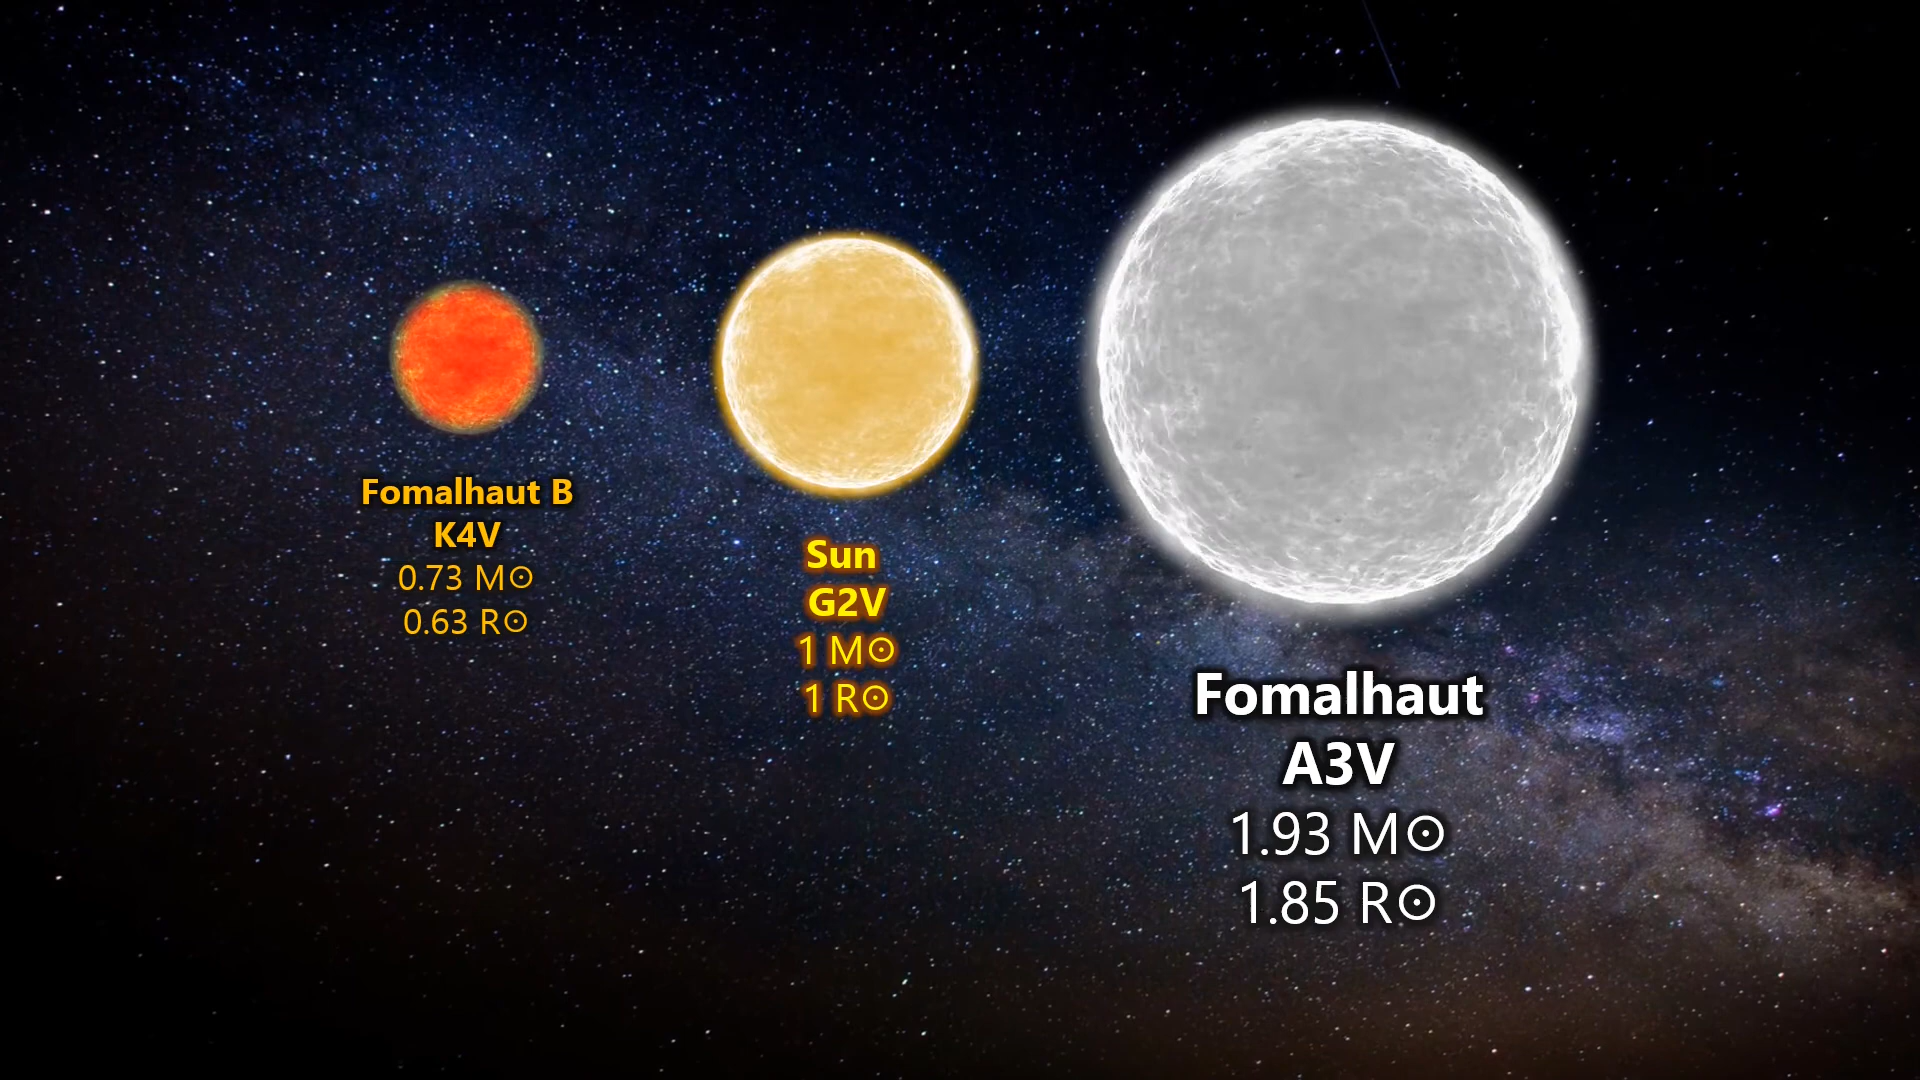 Fomalhaut B
K4V
0.73 M☉
0.63 R☉
Sun
G2V
1 M☉
1 R☉
Fomalhaut
A3V
1.93 M☉
1.85 R☉